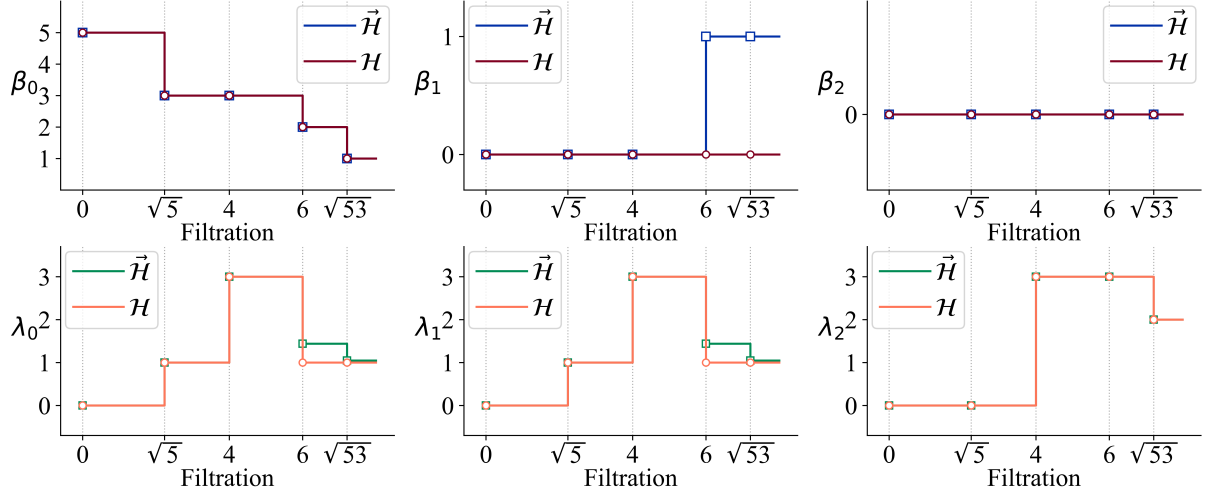 β₀
5
4
3
2
1
0
√5
4
6
√53
Filtration
ℋ⃗
ℋ
β₁
1
0
0
√5
4
6
√53
Filtration
ℋ⃗
ℋ
β₂
0
0
√5
4
6
√53
Filtration
ℋ⃗
ℋ
λ₀
3
2
1
0
0
√5
4
6
√53
Filtration
ℋ⃗
ℋ
λ₁
3
2
1
0
0
√5
4
6
√53
Filtration
ℋ⃗
ℋ
λ₂
3
2
1
0
0
√5
4
6
√53
Filtration
ℋ⃗
ℋ